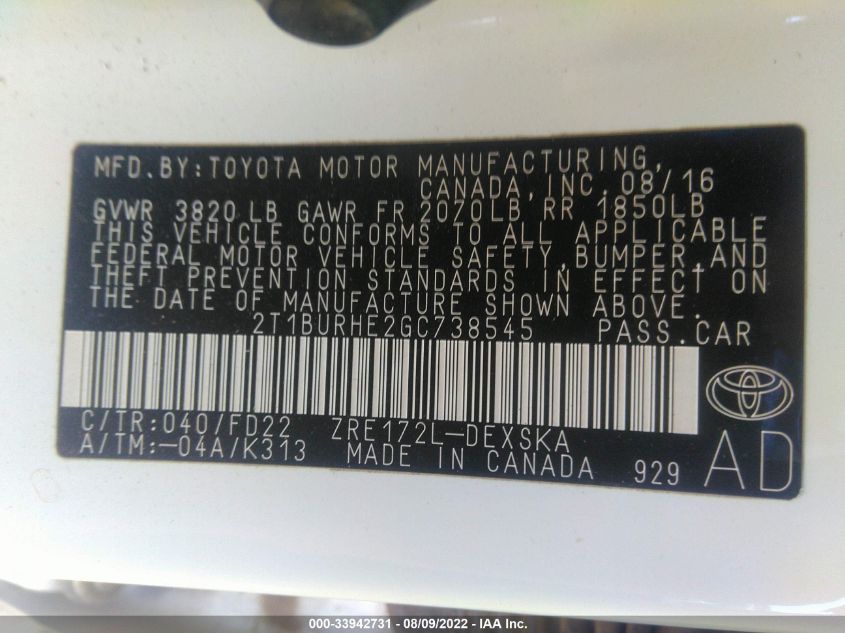 MFD.BY:TOYOTA MOTOR MANUFACTURING,
CANADA,INC.08/16
GVWR 3820 LB GAWR FR 2070LB RR 1850LB
THIS VEHICLE CONFORMS TO ALL APPLICABLE
FEDERAL MOTOR VEHICLE SAFETY,BUMPER,AND
THEFT PREVENTION STANDARDS IN EFFECT ON
THE DATE OF MANUFACTURE SHOWN ABOVE.
2T1BURHE2GC738545 PASS.CAR
C/TR:040/FD22 ZRE172L-DEXSKA
A/TM:-04A/K313 MADE IN CANADA 929 AD
000-33942731 - 08/09/2022 - IAA Inc.